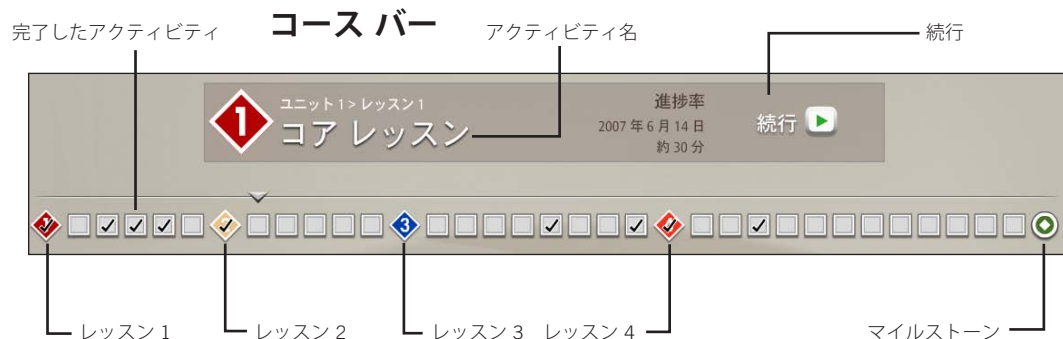 コース バー
完了したアクティビティ
アクティビティ名
続行
1
ユニット 1 > レッスン 1
コア レッスン
進捗率
2007 年 6 月 14 日
約 30 分
続行
3
レッスン 1
レッスン 2
レッスン 3
レッスン 4
マイルストーン